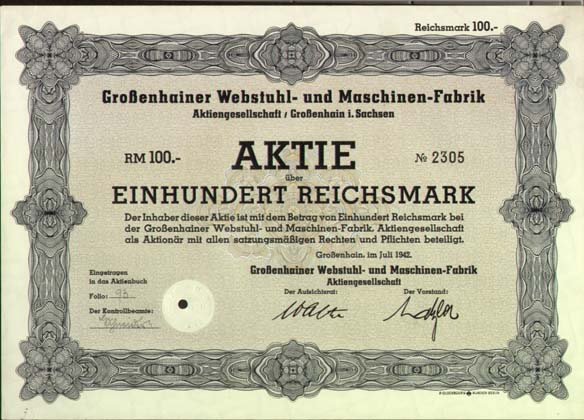 Reichsmark 100.-
Großenhainer Webstuhl- und Maschinen-Fabrik
Aktiengesellschaft / Großenhain i. Sachsen
RM 100.- AKTIE № 2305
über
EINHUNDERT REICHSMARK
Der Inhaber dieser Aktie ist mit dem Betrag von Einhundert Reichsmark bei
der Großenhainer Webstuhl- und Maschinen-Fabrik, Aktiengesellschaft
als Aktionär mit allen satzungsmäßigen Rechten und Pflichten beteiligt.
Großenhain, im Juli 1942.
Großenhainer Webstuhl- und Maschinen-Fabrik
Aktiengesellschaft
Eingetragen
in das Aktienbuch
Folio: 93
Der Kontrollbeamte:
Der Aufsichtsrat: Der Vorstand: